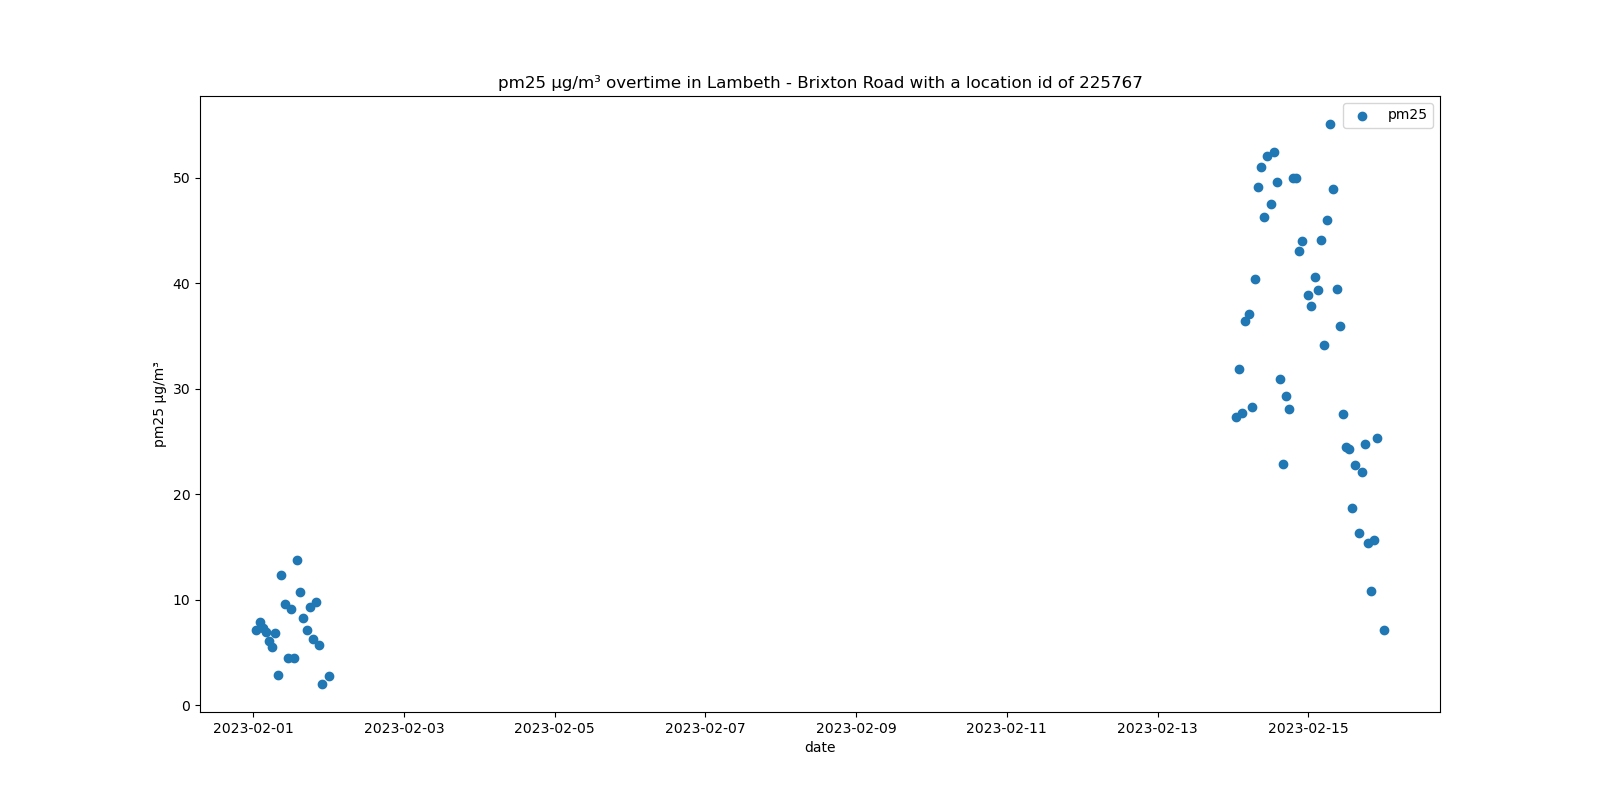 pm25 µg/m³ overtime in Lambeth - Brixton Road with a location id of 225767
pm25
50
40
30
20
10
0
pm25 µg/m³
2023-02-01 2023-02-03 2023-02-05 2023-02-07 2023-02-09 2023-02-11 2023-02-13 2023-02-15
date